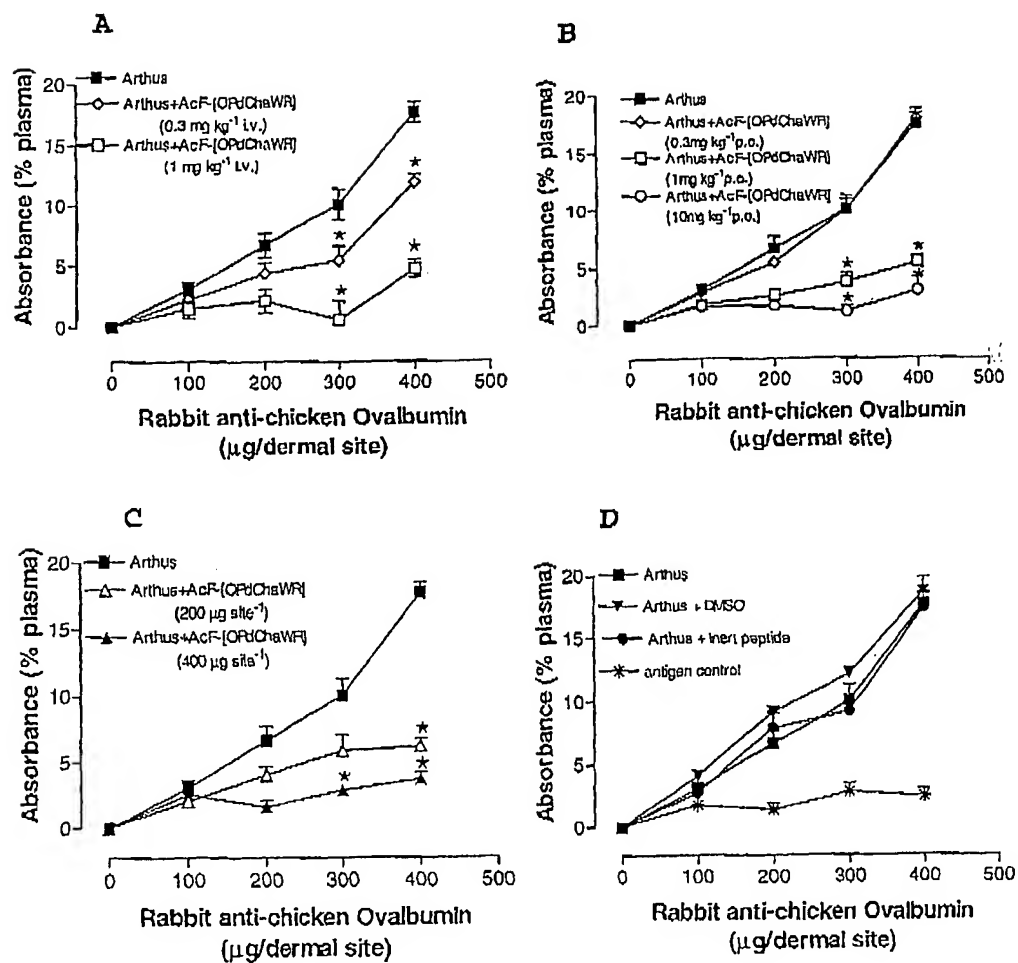 A
Absorbance (% plasma)
20
15
10
5
0
Arthus
Arthus+AcF-[OPdChaWR]
(0.3 mg kg⁻¹ i.v.)
Arthus+AcF-[OPdChaWR]
(1 mg kg⁻¹ i.v.)
*
*
*
*
0 100 200 300 400 500
Rabbit anti-chicken Ovalbumin
(µg/dermal site)
B
Absorbance (% plasma)
20
15
10
5
0
Arthus
Arthus+AcF-[OPdChaWR]
(0.3mg kg⁻¹p.o.)
Arthus+AcF-[OPdChaWR]
(1mg kg⁻¹p.o.)
Arthus+AcF-[OPdChaWR]
(10mg kg⁻¹p.o.)
*
*
*
*
0 100 200 300 400 500
Rabbit anti-chicken Ovalbumin
(µg/dermal site)
C
Absorbance (% plasma)
20
15
10
5
0
Arthus
Arthus+AcF-[OPdChaWR]
(200 µg site⁻¹)
Arthus+AcF-[OPdChaWR]
(400 µg site⁻¹)
*
*
*
0 100 200 300 400 500
Rabbit anti-chicken Ovalbumin
(µg/dermal site)
D
Absorbance (% plasma)
20
15
10
5
0
Arthus
Arthus + DMSO
Arthus + inert peptide
antigen control
0 100 200 300 400 500
Rabbit anti-chicken Ovalbumin
(µg/dermal site)